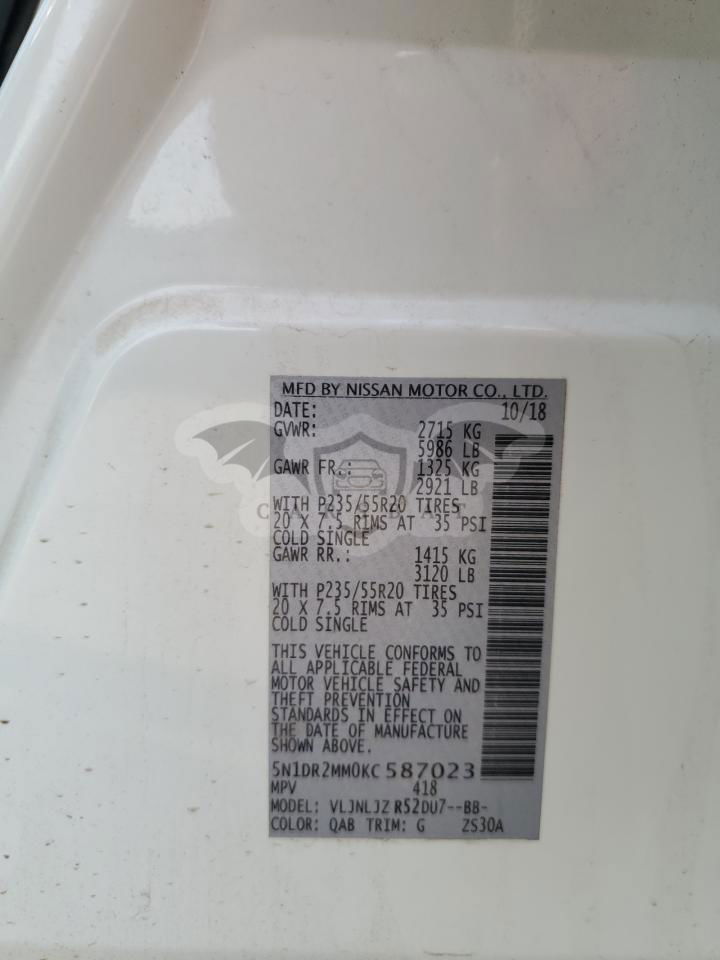 MFD BY NISSAN MOTOR CO., LTD.
DATE: 10/18
GVWR: 2715 KG
5986 LB
GAWR FR.: 1325 KG
2921 LB
WITH P235/55R20 TIRES
20 X 7.5 RIMS AT 35 PSI
COLD SINGLE
GAWR RR.: 1415 KG
3120 LB
WITH P235/55R20 TIRES
20 X 7.5 RIMS AT 35 PSI
COLD SINGLE
THIS VEHICLE CONFORMS TO
ALL APPLICABLE FEDERAL
MOTOR VEHICLE SAFETY AND
THEFT PREVENTION
STANDARDS IN EFFECT ON
THE DATE OF MANUFACTURE
SHOWN ABOVE.
5N1DR2MM0KC587023
MPV 418
MODEL: VLJNLJZ R52DU7--BB-
COLOR: QAB TRIM: G ZS30A